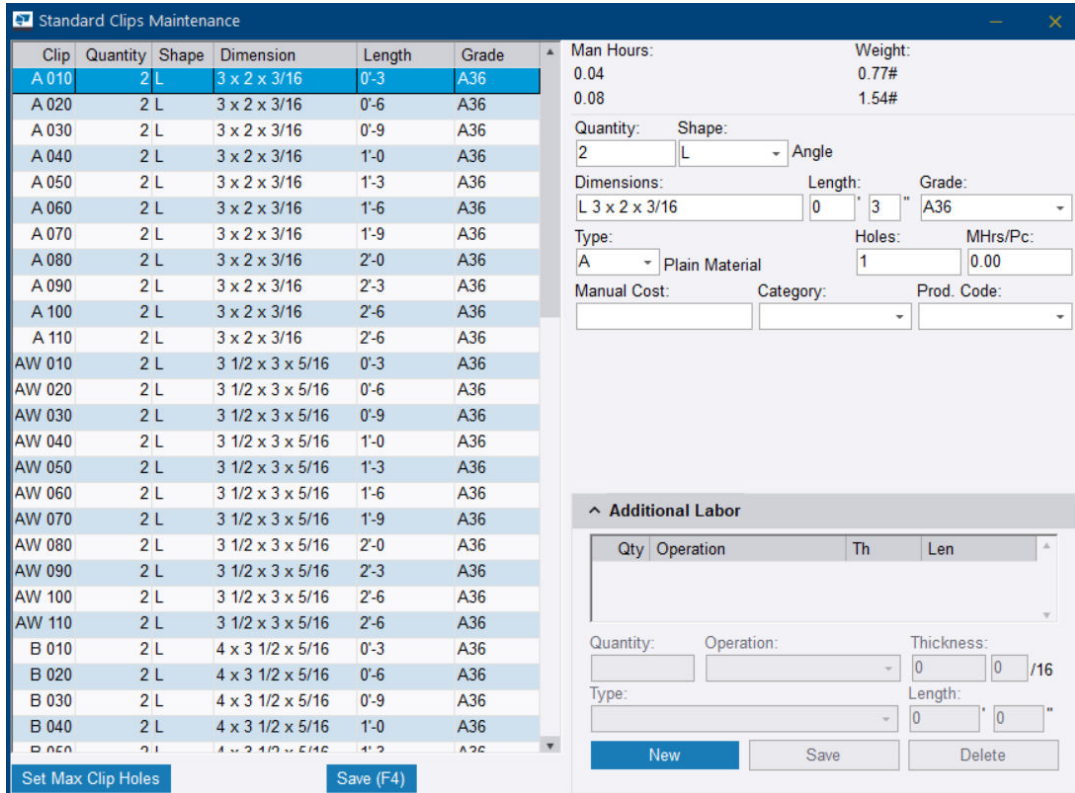 Standard Clips Maintenance
Clip Quantity Shape Dimension Length Grade
A 010 2 L 3 x 2 x 3/16 0'-3 A36
A 020 2 L 3 x 2 x 3/16 0'-6 A36
A 030 2 L 3 x 2 x 3/16 0'-9 A36
A 040 2 L 3 x 2 x 3/16 1'-0 A36
A 050 2 L 3 x 2 x 3/16 1'-3 A36
A 060 2 L 3 x 2 x 3/16 1'-6 A36
A 070 2 L 3 x 2 x 3/16 1'-9 A36
A 080 2 L 3 x 2 x 3/16 2'-0 A36
A 090 2 L 3 x 2 x 3/16 2'-3 A36
A 100 2 L 3 x 2 x 3/16 2'-6 A36
A 110 2 L 3 x 2 x 3/16 2'-6 A36
AW 010 2 L 3 1/2 x 3 x 5/16 0'-3 A36
AW 020 2 L 3 1/2 x 3 x 5/16 0'-6 A36
AW 030 2 L 3 1/2 x 3 x 5/16 0'-9 A36
AW 040 2 L 3 1/2 x 3 x 5/16 1'-0 A36
AW 050 2 L 3 1/2 x 3 x 5/16 1'-3 A36
AW 060 2 L 3 1/2 x 3 x 5/16 1'-6 A36
AW 070 2 L 3 1/2 x 3 x 5/16 1'-9 A36
AW 080 2 L 3 1/2 x 3 x 5/16 2'-0 A36
AW 090 2 L 3 1/2 x 3 x 5/16 2'-3 A36
AW 100 2 L 3 1/2 x 3 x 5/16 2'-6 A36
AW 110 2 L 3 1/2 x 3 x 5/16 2'-6 A36
B 010 2 L 4 x 3 1/2 x 5/16 0'-3 A36
B 020 2 L 4 x 3 1/2 x 5/16 0'-6 A36
B 030 2 L 4 x 3 1/2 x 5/16 0'-9 A36
B 040 2 L 4 x 3 1/2 x 5/16 1'-0 A36
B 050 2 L 4 x 3 1/2 x 5/16 1'-3 A36
Set Max Clip Holes Save (F4)
Man Hours: Weight:
0.04 0.77#
0.08 1.54#
Quantity: Shape:
2 L Angle
Dimensions: Length: Grade:
L 3 x 2 x 3/16 0 ' 3 " A36
Type: Holes: MHrs/Pc:
A Plain Material 1 0.00
Manual Cost: Category: Prod. Code:
Additional Labor
Qty Operation Th Len
Quantity: Operation: Thickness:
0 0 /16
Type: Length:
0 ' 0 "
New Save Delete